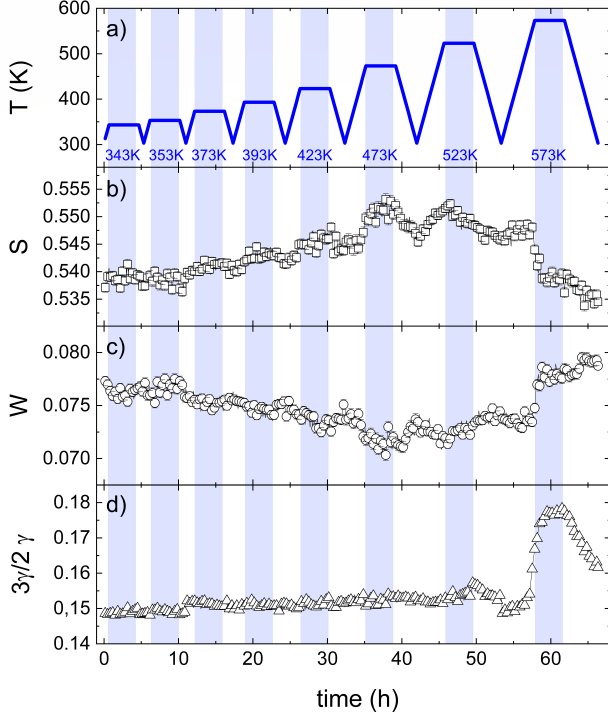 a)
T (K)
600
500
400
300
343K 353K 373K 393K 423K 473K 523K 573K
b)
S
0.555
0.550
0.545
0.540
0.535
c)
W
0.080
0.075
0.070
d)
3γ/2 γ
0.18
0.17
0.16
0.15
0.14
0 10 20 30 40 50 60
time (h)